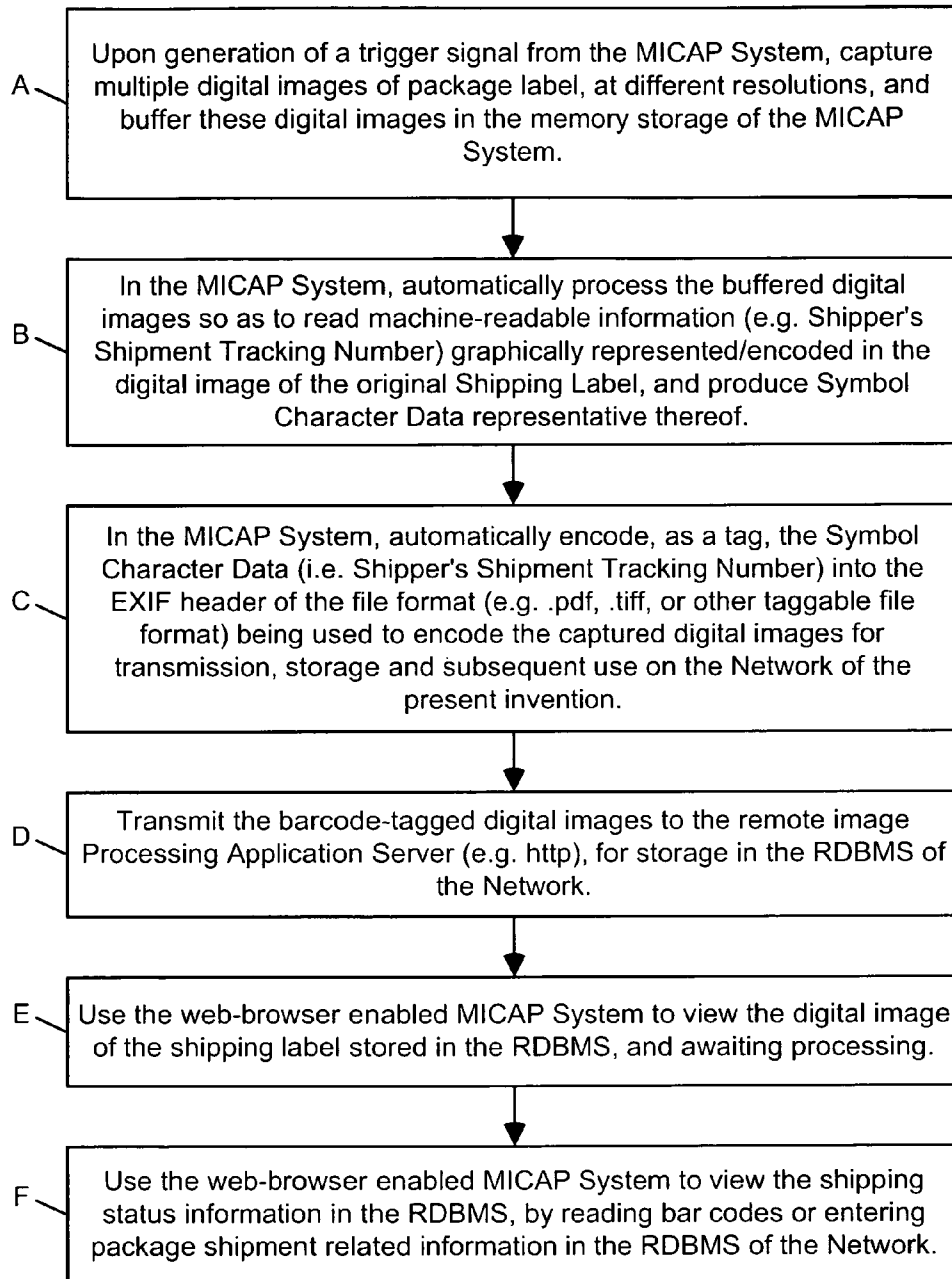 A
Upon generation of a trigger signal from the MICAP System, capture
multiple digital images of package label, at different resolutions, and
buffer these digital images in the memory storage of the MICAP
System.
B
In the MICAP System, automatically process the buffered digital
images so as to read machine-readable information (e.g. Shipper's
Shipment Tracking Number) graphically represented/encoded in the
digital image of the original Shipping Label, and produce Symbol
Character Data representative thereof.
C
In the MICAP System, automatically encode, as a tag, the Symbol
Character Data (i.e. Shipper's Shipment Tracking Number) into the
EXIF header of the file format (e.g. .pdf, .tiff, or other taggable file
format) being used to encode the captured digital images for
transmission, storage and subsequent use on the Network of the
present invention.
D
Transmit the barcode-tagged digital images to the remote image
Processing Application Server (e.g. http), for storage in the RDBMS of
the Network.
E
Use the web-browser enabled MICAP System to view the digital image
of the shipping label stored in the RDBMS, and awaiting processing.
F
Use the web-browser enabled MICAP System to view the shipping
status information in the RDBMS, by reading bar codes or entering
package shipment related information in the RDBMS of the Network.